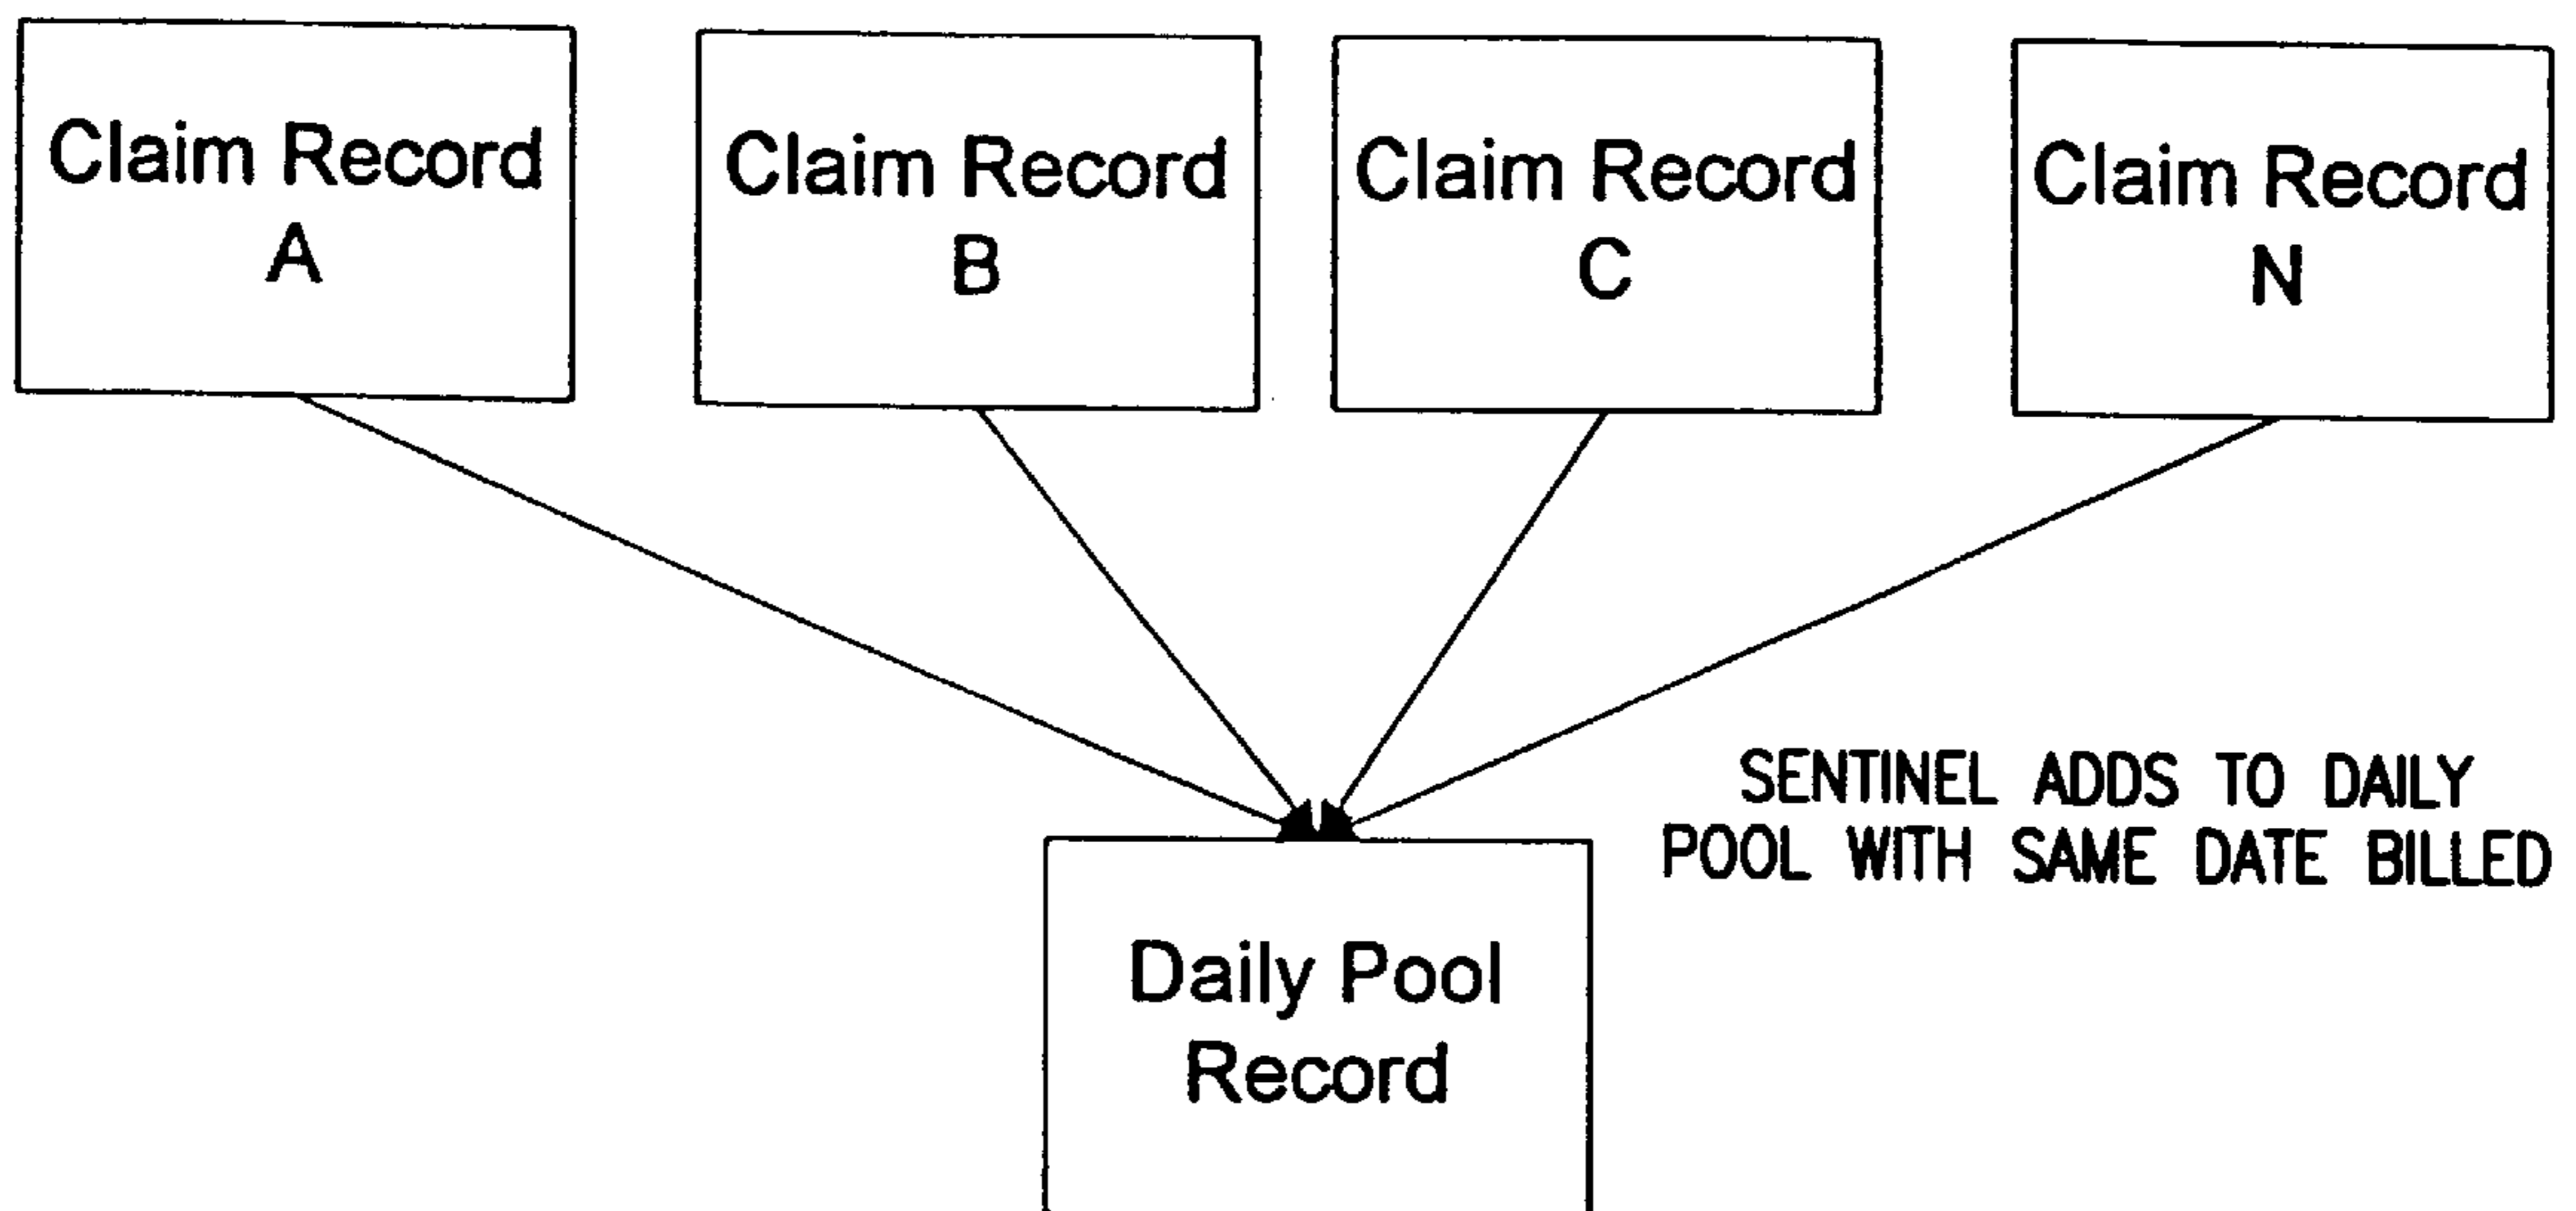 Claim Record
A
Claim Record
B
Claim Record
C
Claim Record
N
SENTINEL ADDS TO DAILY
POOL WITH SAME DATE BILLED
Daily Pool
Record